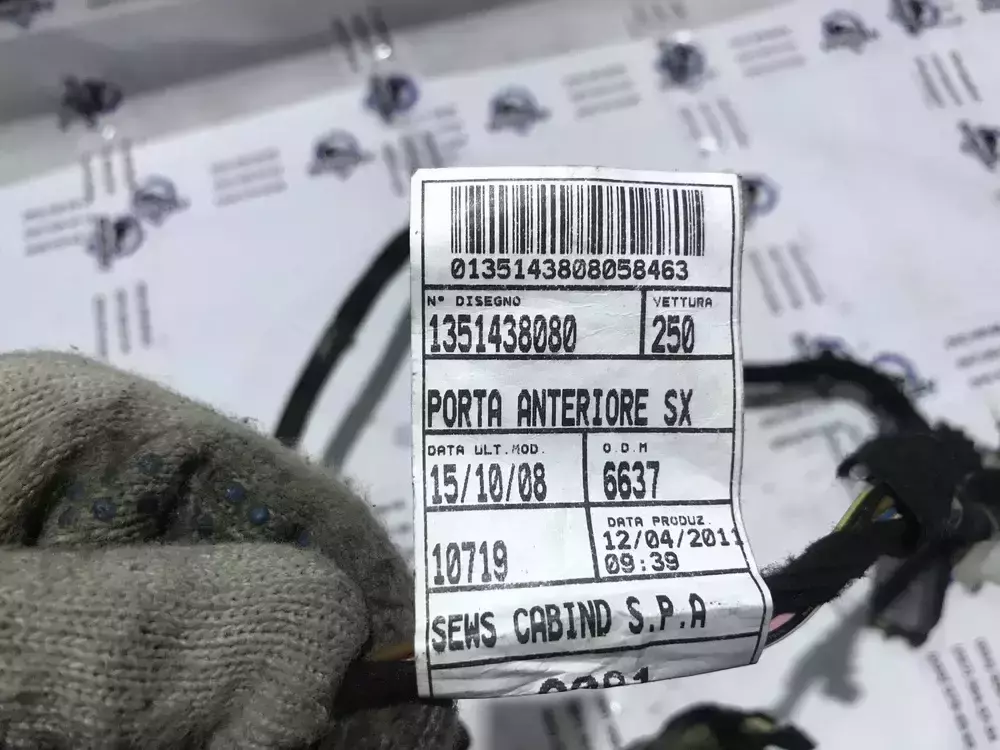 0135143808058463
N° DISEGNO VETTURA
1351438080 250
PORTA ANTERIORE SX
DATA ULT.MOD. O.D.M
15/10/08 6637
DATA PRODUZ.
12/04/2011
10719 09:39
SEWS CABIND S.P.A